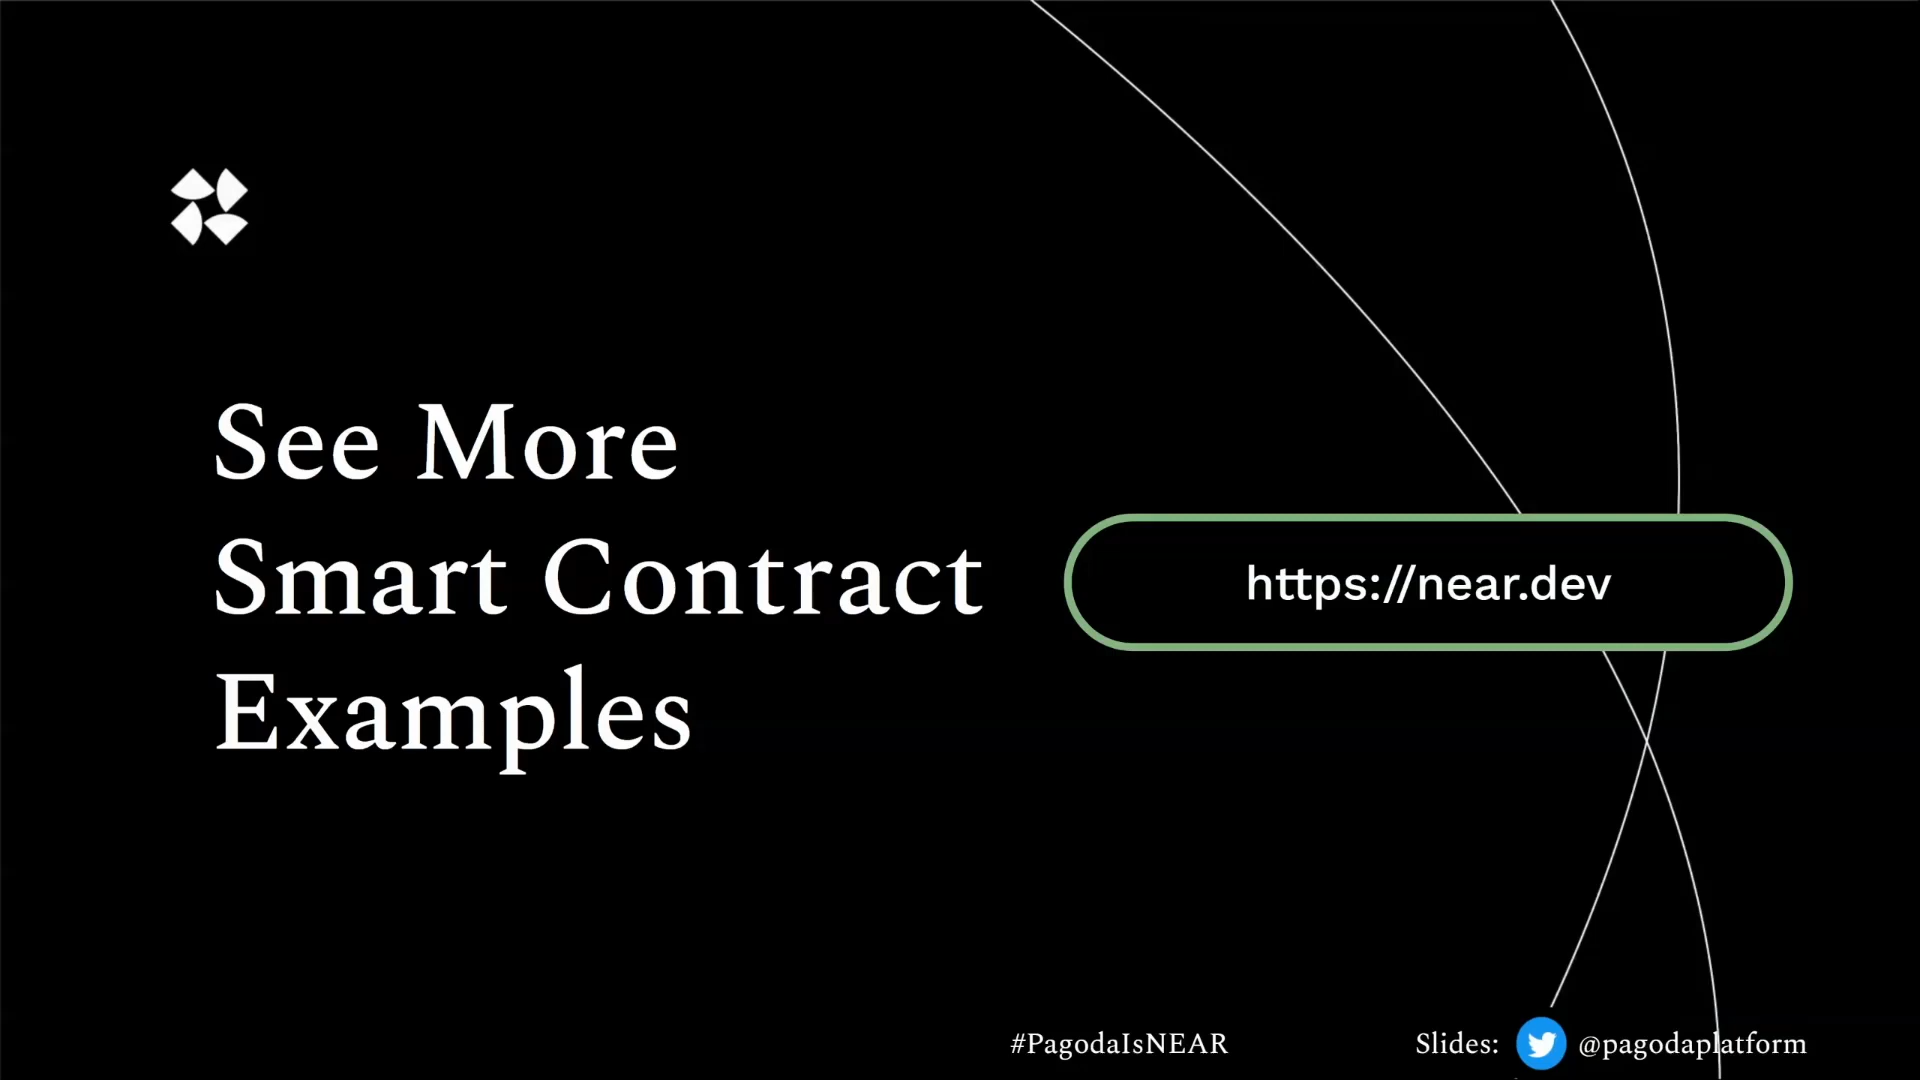 See More
Smart Contract
Examples
https://near.dev
#PagodaIsNEAR
Slides: @pagodaplatform